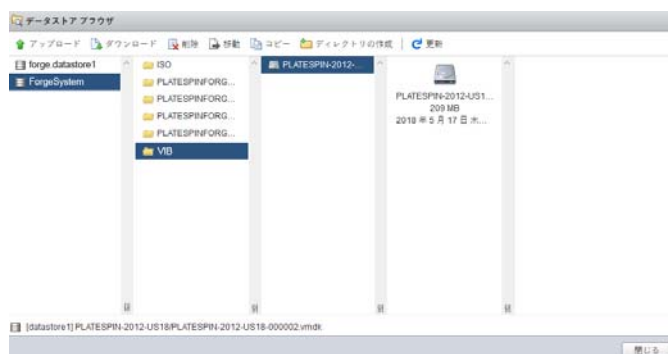 データストア ブラウザ
アップロード ダウンロード 削除 移動 コピー ディレクトリの作成 更新
forge.datastore1
ForgeSystem
ISO
PLATESPINFORG...
PLATESPINFORG...
PLATESPINFORG...
PLATESPINFORG...
VIB
PLATESPIN-2012-...
PLATESPIN-2012-US1...
209 MB
2018 年 5 月 17 日 木...
[datastore1] PLATESPIN-2012-US18/PLATESPIN-2012-US18-000002.vmdk
閉じる